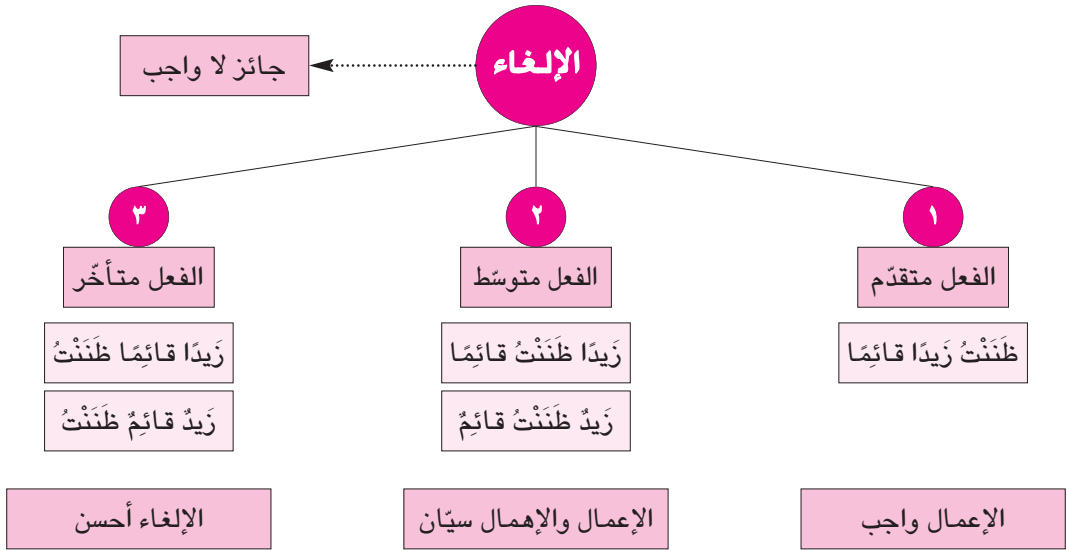 الإلغاء
جائز لا واجب
١
٢
٣
الفعل متقدّم
الفعل متوسّط
الفعل متأخّر
ظَنَنْتُ زَيدًا قائِمًا
زَيدًا ظَنَنْتُ قائِمًا
زَيدًا قائِمًا ظَنَنْتُ
زَيدٌ ظَنَنْتُ قائِمٌ
زَيدٌ قائِمٌ ظَنَنْتُ
الإعمال واجب
الإعمال والإهمال سيّان
الإلغاء أحسن